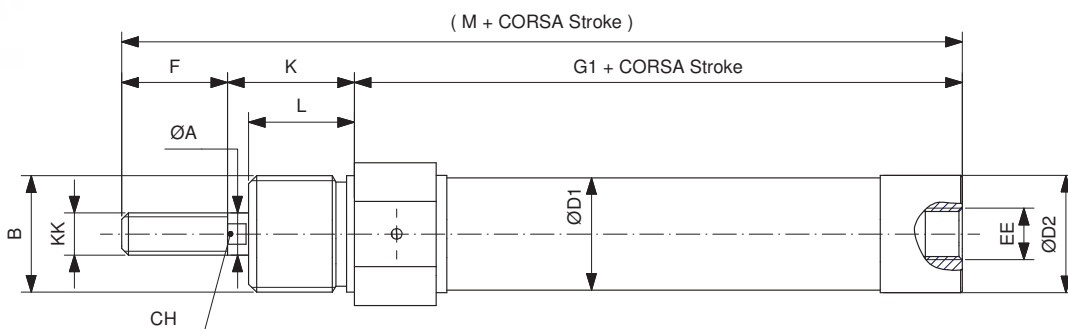 ( M + CORSA Stroke )
F
K
G1 + CORSA Stroke
L
ØA
B
KK
ØD1
EE
ØD2
CH